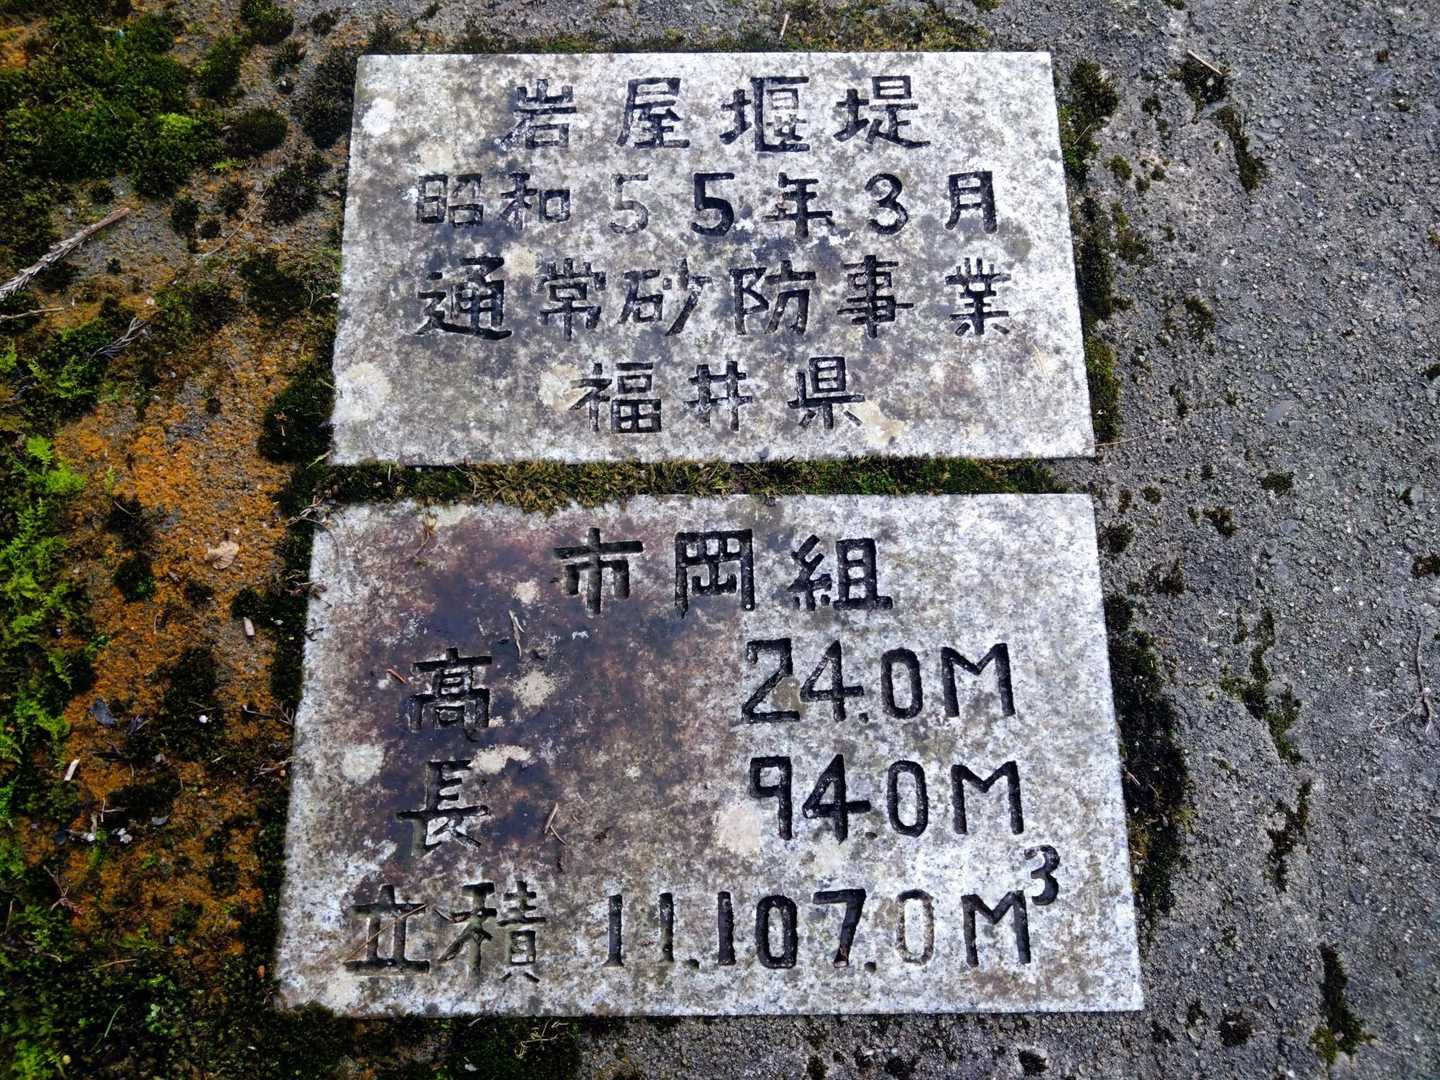 岩屋堰堤
昭和55年3月
通常砂防事業
福井県
市岡組
高 24.0M
長 94.0M
立積 11.107.0M³